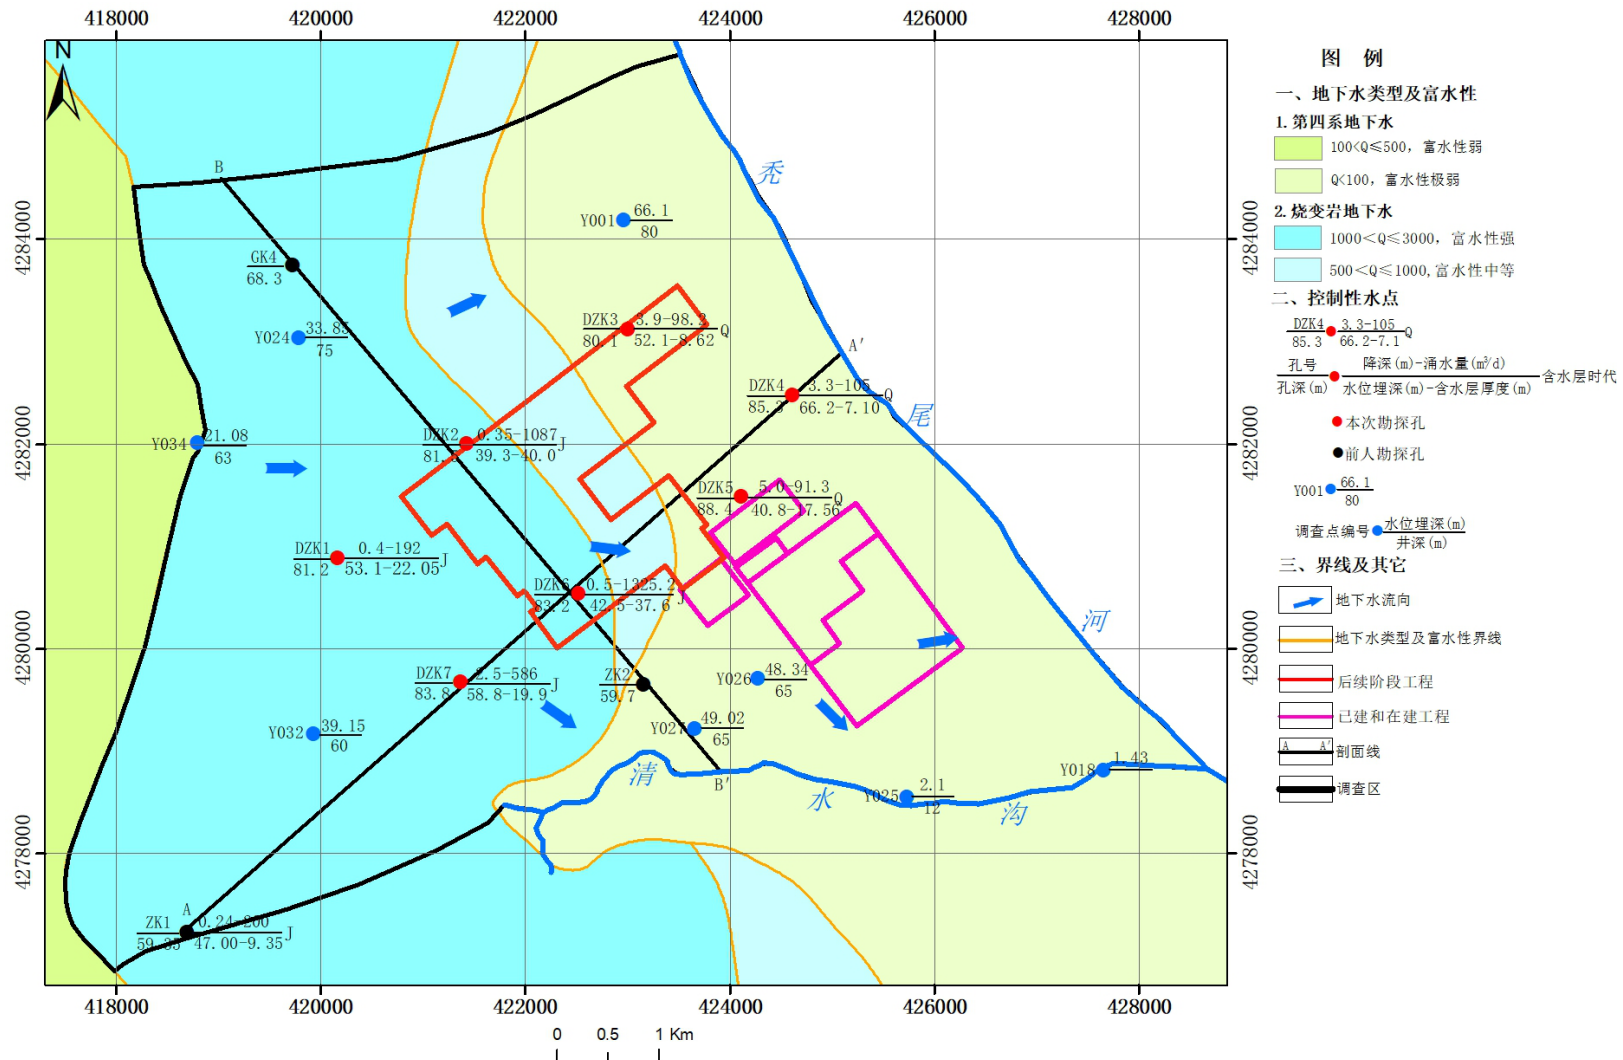 418000 420000 422000 424000 426000 428000
N
4284000
4282000
4280000
4278000
4284000
4282000
4280000
4278000
418000 420000 422000 424000 426000 428000
0 0.5 1 Km
B
GK4
68.3
Y024 33.83
75
Y034 21.08
63
Y001 66.1
80
DZK3 3.9-98.2 Q
80.1 52.1-8.62
A′
DZK4 3.3-105 Q
85.3 66.2-7.10
DZK2 0.35-1087 J
39.3-40.0
DZK5 5.0-91.3 Q
88.4 40.8-17.56
DZK1 0.4-192 J
81.2 53.1-22.05
DZK6 0.5-1325.2 J
83.2 42.5-37.6
DZK7 2.5-586 J
83.8 58.8-19.9
ZK2
59.7
Y026 48.34
65
Y027 49.02
65
Y032 39.15
60
B′
Y018 1.43
Y025 2.1
12
A
ZK1 0.24-200 J
59.35 47.00-9.35
秃
尾
河
清
水
沟
图 例
一、地下水类型及富水性
1. 第四系地下水
100<Q≤500, 富水性弱
Q<100, 富水性极弱
2. 烧变岩地下水
1000<Q≤3000, 富水性强
500<Q≤1000, 富水性中等
二、控制性水点
DZK4 3.3-105 Q
85.3 66.2-7.1
孔号 降深(m)-涌水量(m³/d) 含水层时代
孔深(m) 水位埋深(m)-含水层厚度(m)
本次勘探孔
前人勘探孔
Y001 66.1
80
调查点编号 水位埋深(m)
井深(m)
三、界线及其它
地下水流向
地下水类型及富水性界线
后续阶段工程
已建和在建工程
A A′ 剖面线
调查区